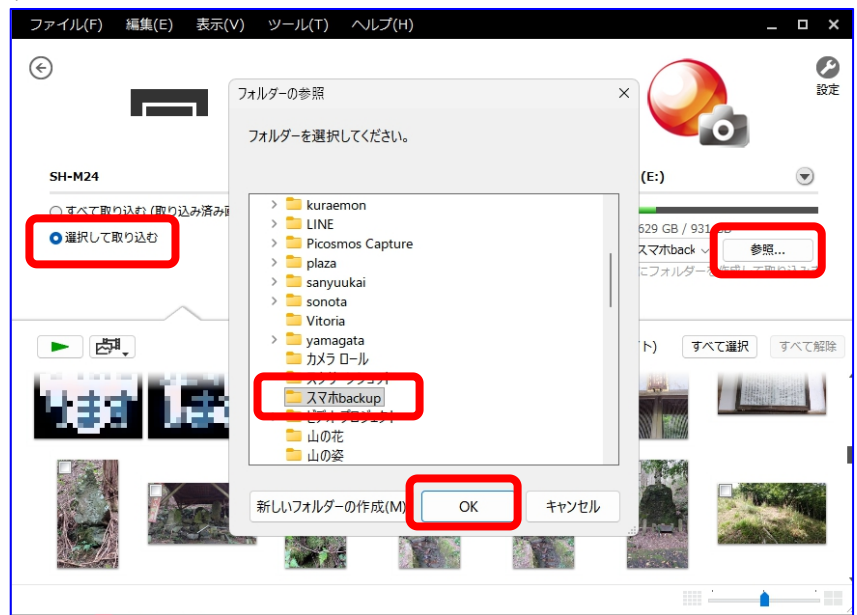 ファイル(F) 編集(E) 表示(V) ツール(T) ヘルプ(H)
設定
フォルダーの参照
フォルダーを選択してください。
SH-M24
(E:)
すべて取り込む (取り込み済み
選択して取り込む
629 GB / 931
スマホback
参照...
kuraemon
LINE
Picosmos Capture
plaza
sanyuukai
sonota
Vitoria
yamagata
カメラ ロール
スマホbackup
山の花
山の姿
ト)
すべて選択
すべて解除
ります
新しいフォルダーの作成(M)
OK
キャンセル